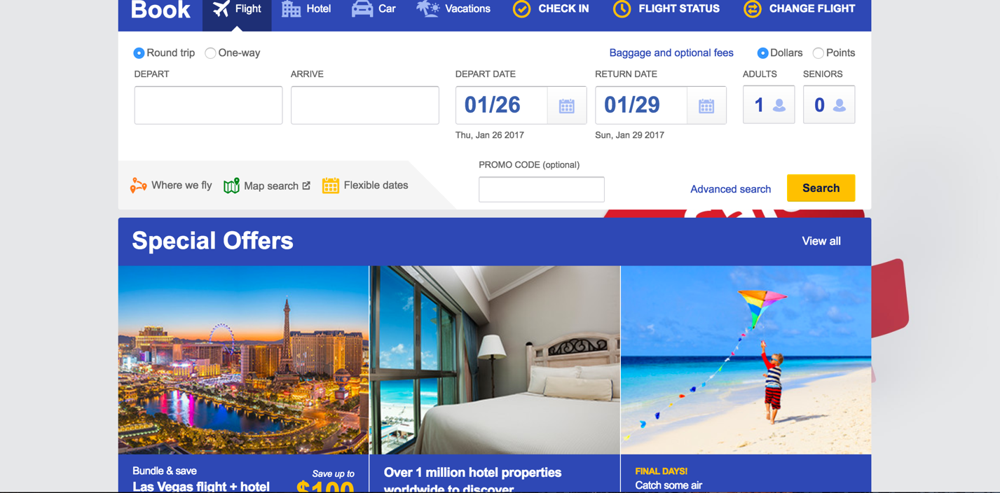 Book Flight Hotel Car Vacations CHECK IN FLIGHT STATUS CHANGE FLIGHT
Round trip One-way Baggage and optional fees Dollars Points
DEPART ARRIVE DEPART DATE RETURN DATE ADULTS SENIORS
01/26 01/29 1 0
Thu, Jan 26 2017 Sun, Jan 29 2017
PROMO CODE (optional)
Where we fly Map search Flexible dates Advanced search Search
Special Offers View all
Bundle & save
Las Vegas flight + hotel
Save up to
$100
Over 1 million hotel properties
worldwide to discover
FINAL DAYS!
Catch some air